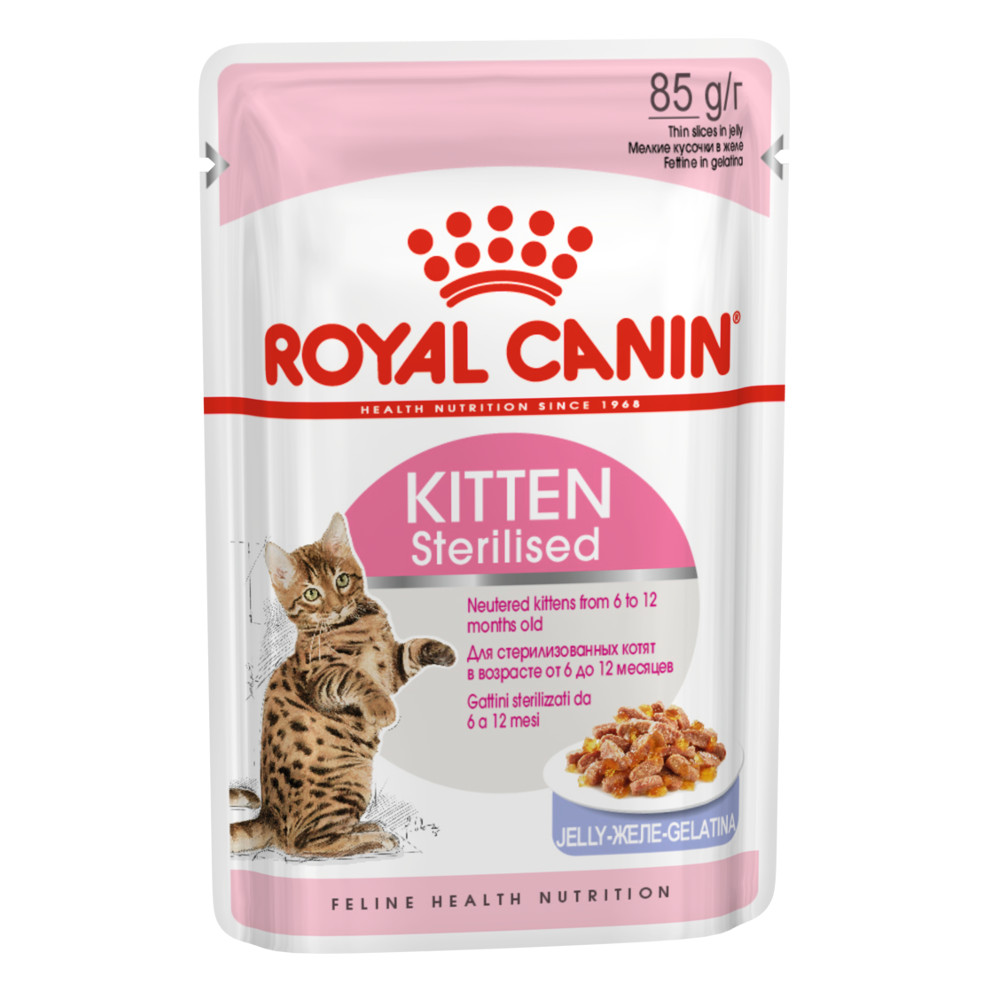 85 g/г
Thin slices in jelly
Мелкие кусочки в желе
Fettine in gelatina
ROYAL CANIN®
HEALTH NUTRITION SINCE 1968
KITTEN
Sterilised
Neutered kittens from 6 to 12
months old
Для стерилизованных котят
в возрасте от 6 до 12 месяцев
Gattini sterilizzati da
6 a 12 mesi
JELLY-ЖЕЛЕ-GELATINA
FELINE HEALTH NUTRITION